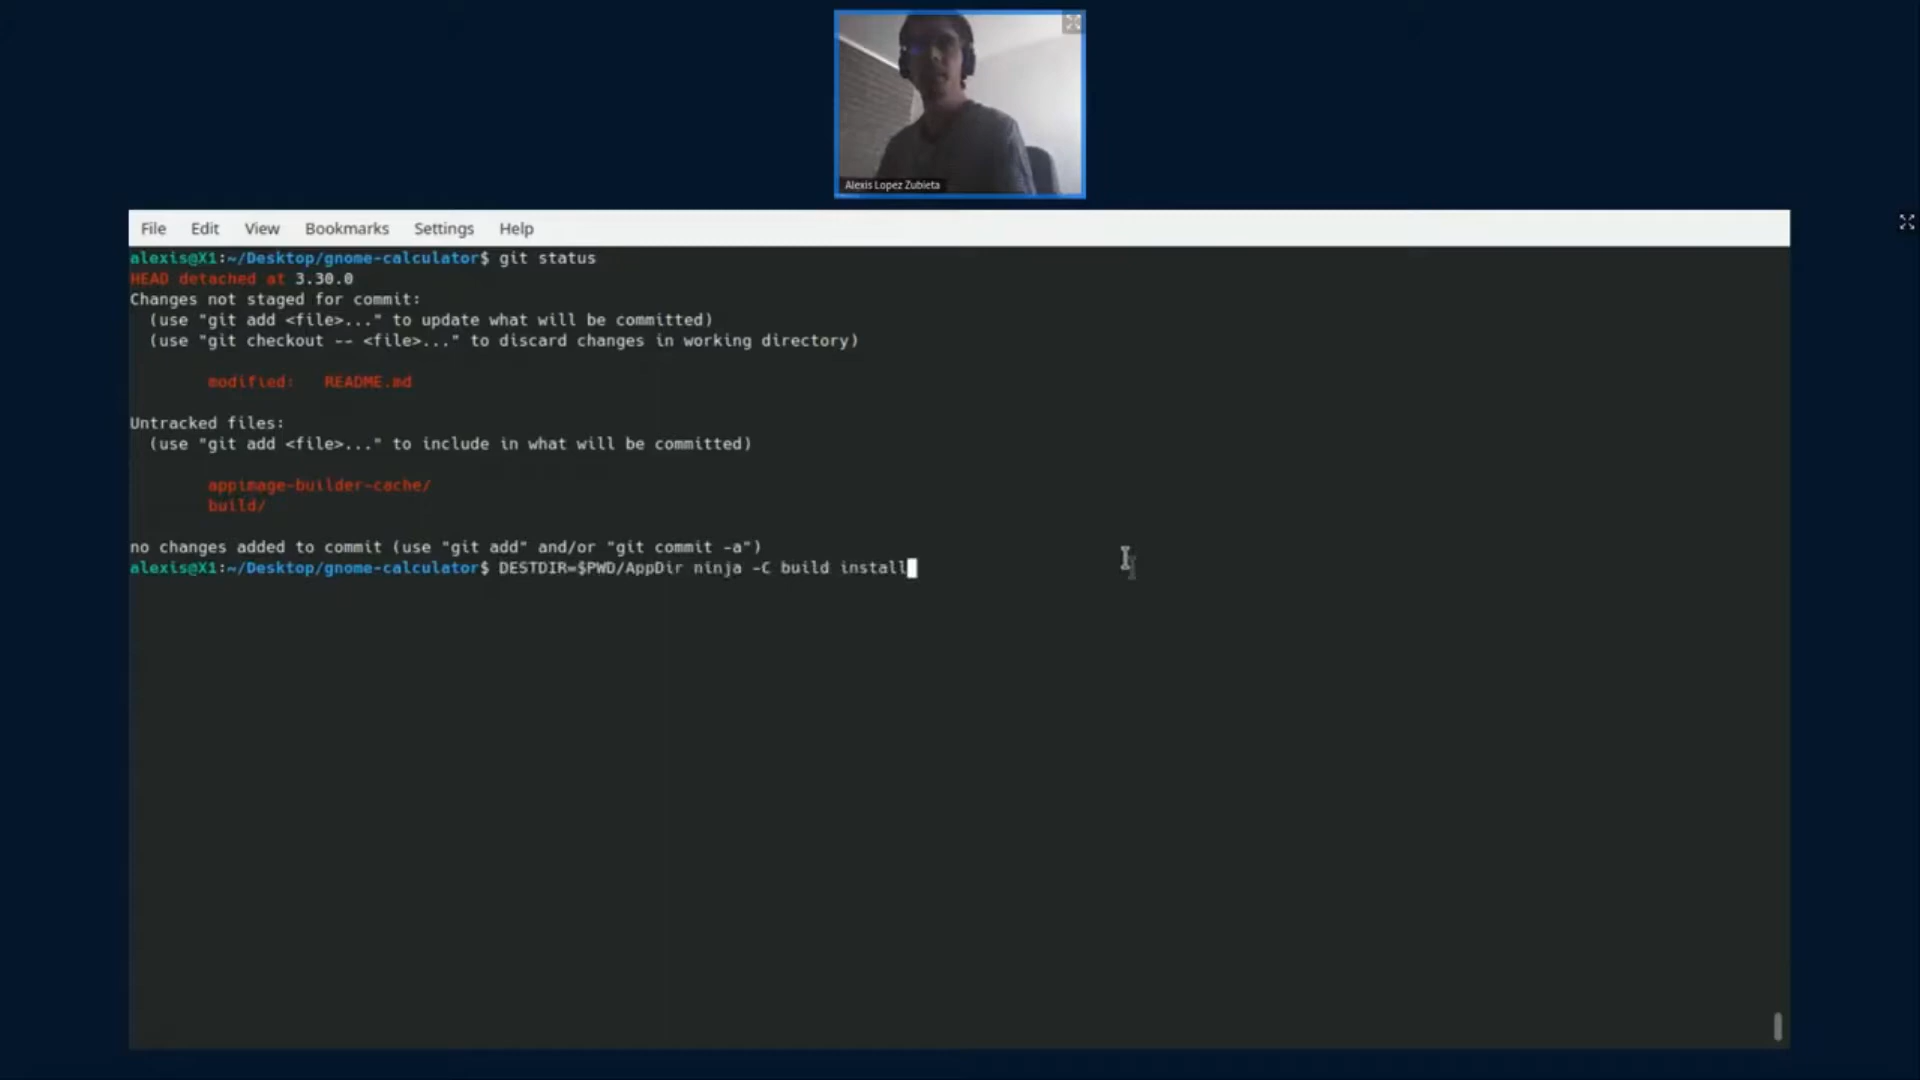 Alexis Lopez Zubieta
File Edit View Bookmarks Settings Help
alexis@X1:~/Desktop/gnome-calculator$ git status
HEAD detached at 3.30.0
Changes not staged for commit:
  (use "git add <file>..." to update what will be committed)
  (use "git checkout -- <file>..." to discard changes in working directory)
        modified:   README.md
Untracked files:
  (use "git add <file>..." to include in what will be committed)
        appimage-builder-cache/
        build/
no changes added to commit (use "git add" and/or "git commit -a")
alexis@X1:~/Desktop/gnome-calculator$ DESTDIR=$PWD/AppDir ninja -C build install